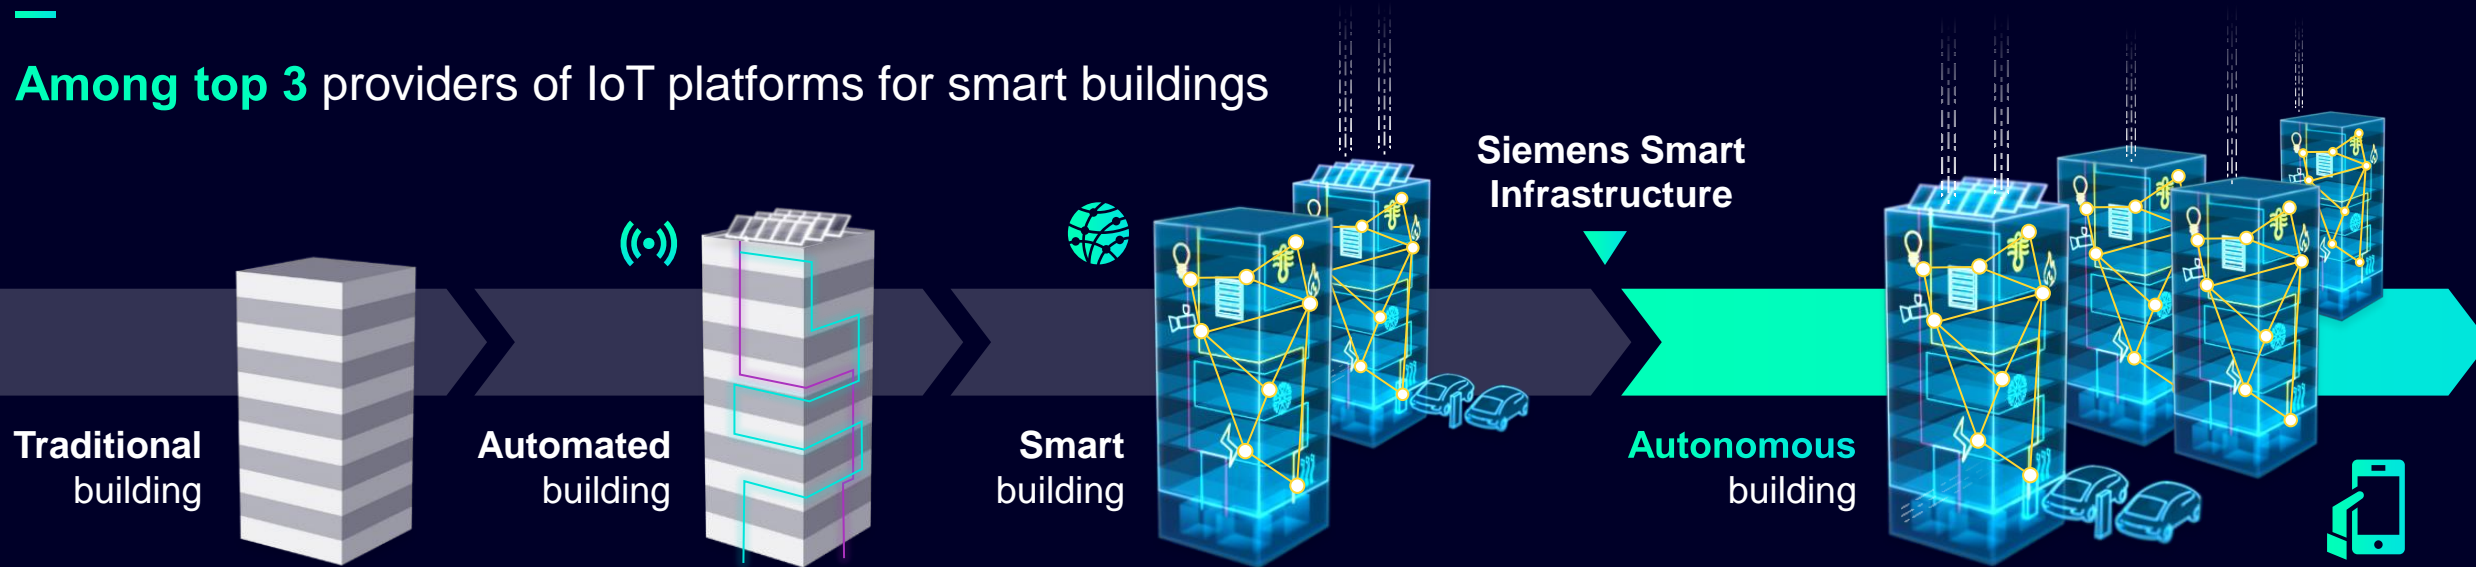 Among top 3 providers of IoT platforms for smart buildings
Siemens Smart
Infrastructure
Traditional
building
Automated
building
Smart
building
Autonomous
building